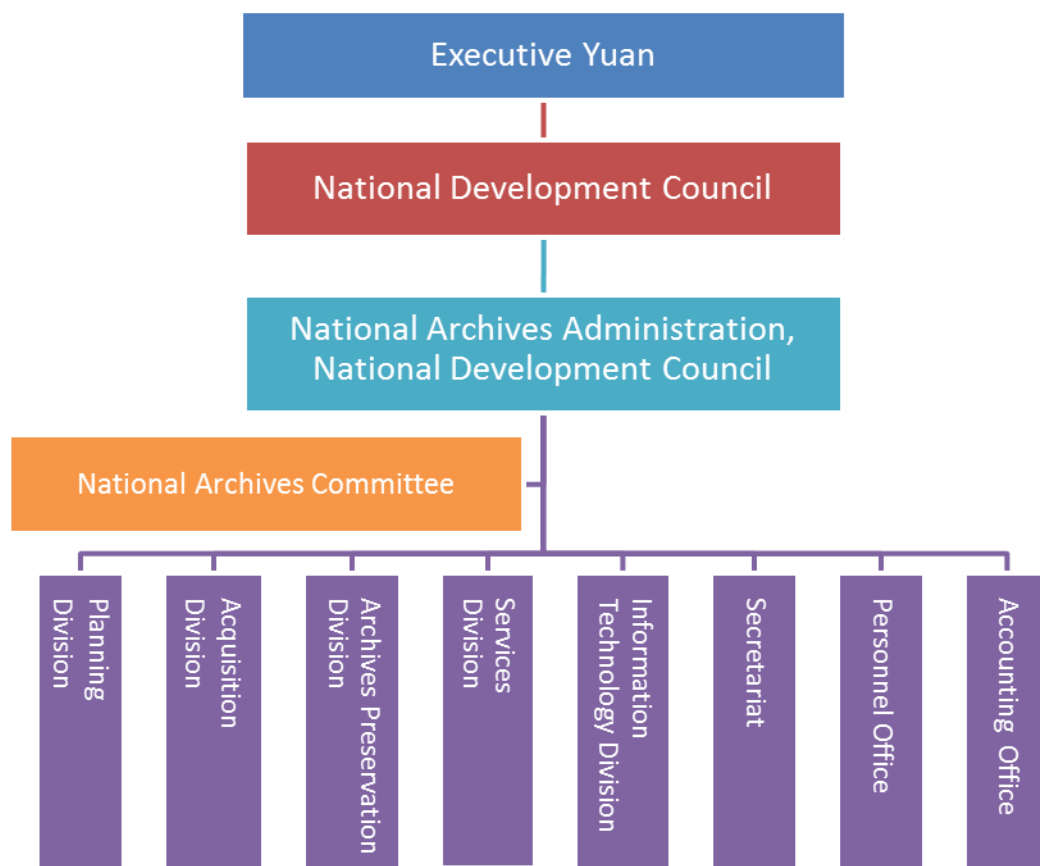 Executive Yuan
National Development Council
National Archives Administration,
National Development Council
National Archives Committee
Planning
Division
Acquisition
Division
Archives Preservation
Division
Services
Division
Information
Technology Division
Secretariat
Personnel Office
Accounting Office